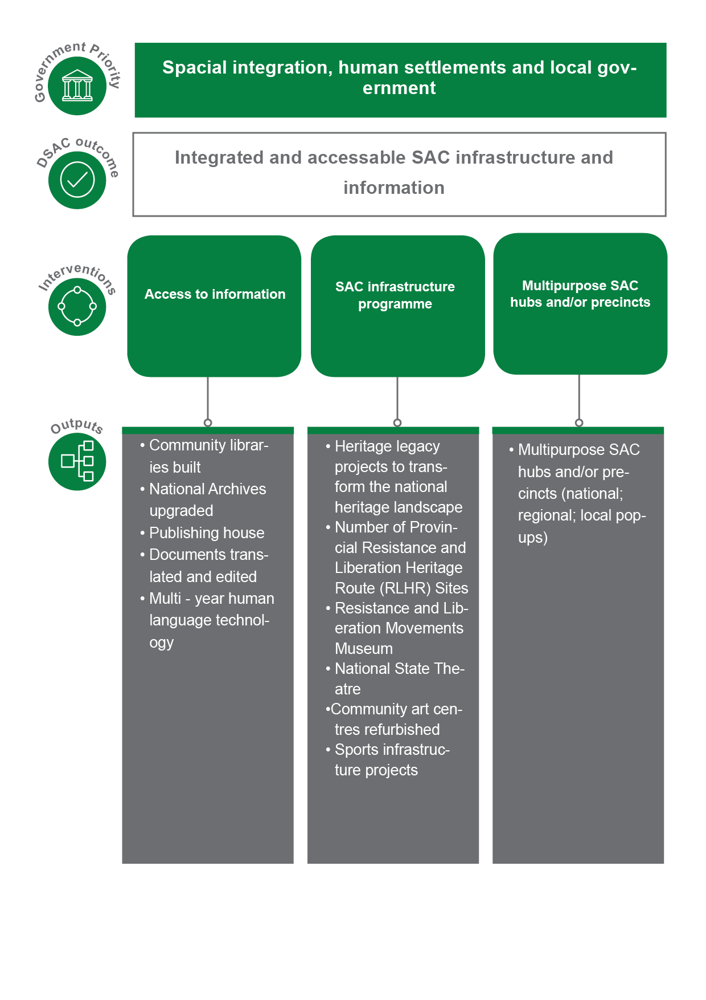 Government Priority
Spacial integration, human settlements and local gov-
ernment
DSAC outcome
Integrated and accessable SAC infrastructure and
information
Interventions
Access to information
SAC infrastructure
programme
Multipurpose SAC
hubs and/or precincts
Outputs
• Community librar-
ies built
• National Archives
upgraded
• Publishing house
• Documents trans-
lated and edited
• Multi - year human
language technol-
ogy
• Heritage legacy
projects to trans-
form the national
heritage landscape
• Number of Provin-
cial Resistance and
Liberation Heritage
Route (RLHR) Sites
• Resistance and Lib-
eration Movements
Museum
• National State The-
atre
•Community art cen-
tres refurbished
• Sports infrastruc-
ture projects
• Multipurpose SAC
hubs and/or pre-
cincts (national;
regional; local pop-
ups)